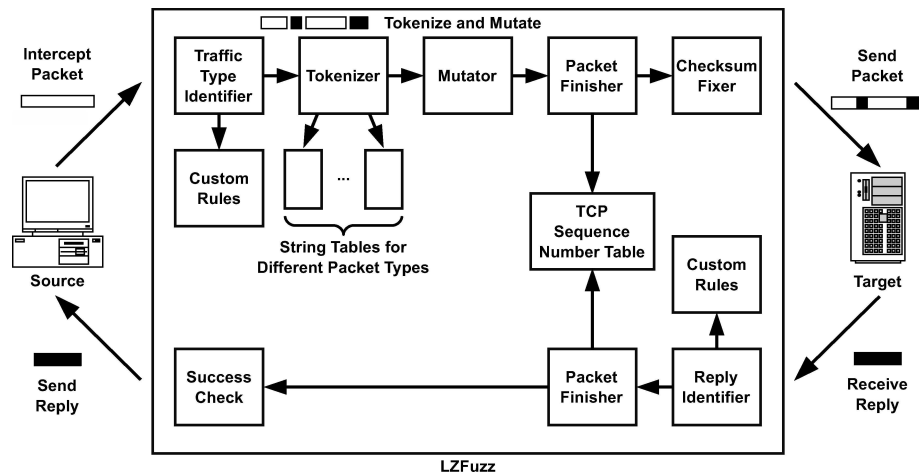 Tokenize and Mutate
Intercept
Packet
Traffic
Type
Identifier
Tokenizer
Mutator
Packet
Finisher
Checksum
Fixer
Send
Packet
Custom
Rules
...
String Tables for
Different Packet Types
TCP
Sequence
Number Table
Custom
Rules
Source
Target
Send
Reply
Success
Check
Packet
Finisher
Reply
Identifier
Receive
Reply
LZFuzz